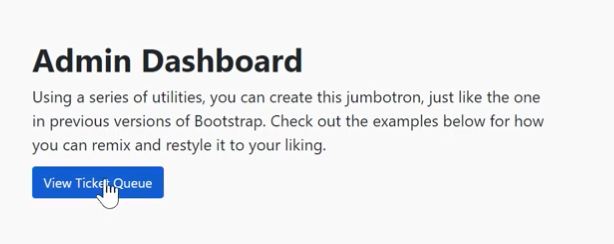 Admin Dashboard
Using a series of utilities, you can create this jumbotron, just like the one
in previous versions of Bootstrap. Check out the examples below for how
you can remix and restyle it to your liking.
View Ticket Queue